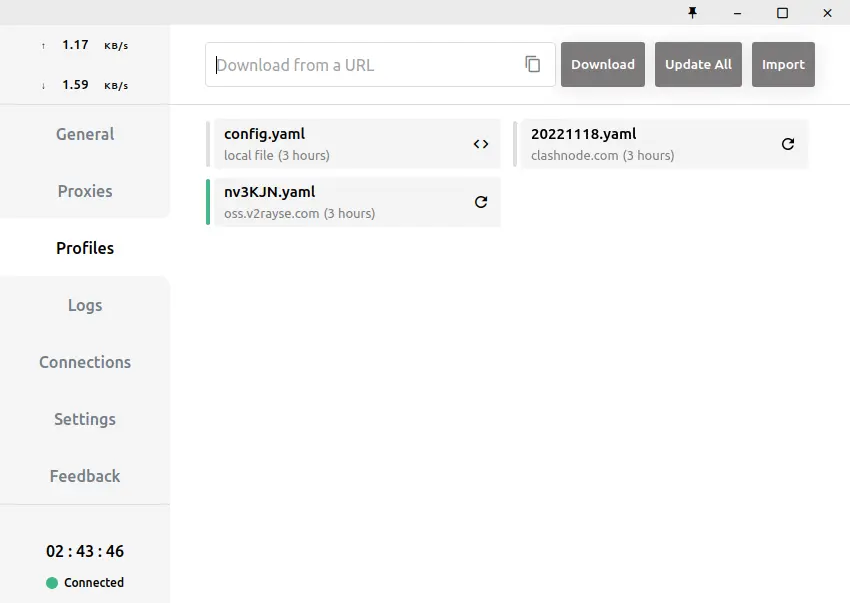 ↑ 1.17 KB/s
↓ 1.59 KB/s
General
Proxies
Profiles
Logs
Connections
Settings
Feedback
02 : 43 : 46
Connected
Download from a URL
Download
Update All
Import
config.yaml
local file (3 hours)
20221118.yaml
clashnode.com (3 hours)
nv3KJN.yaml
oss.v2rayse.com (3 hours)